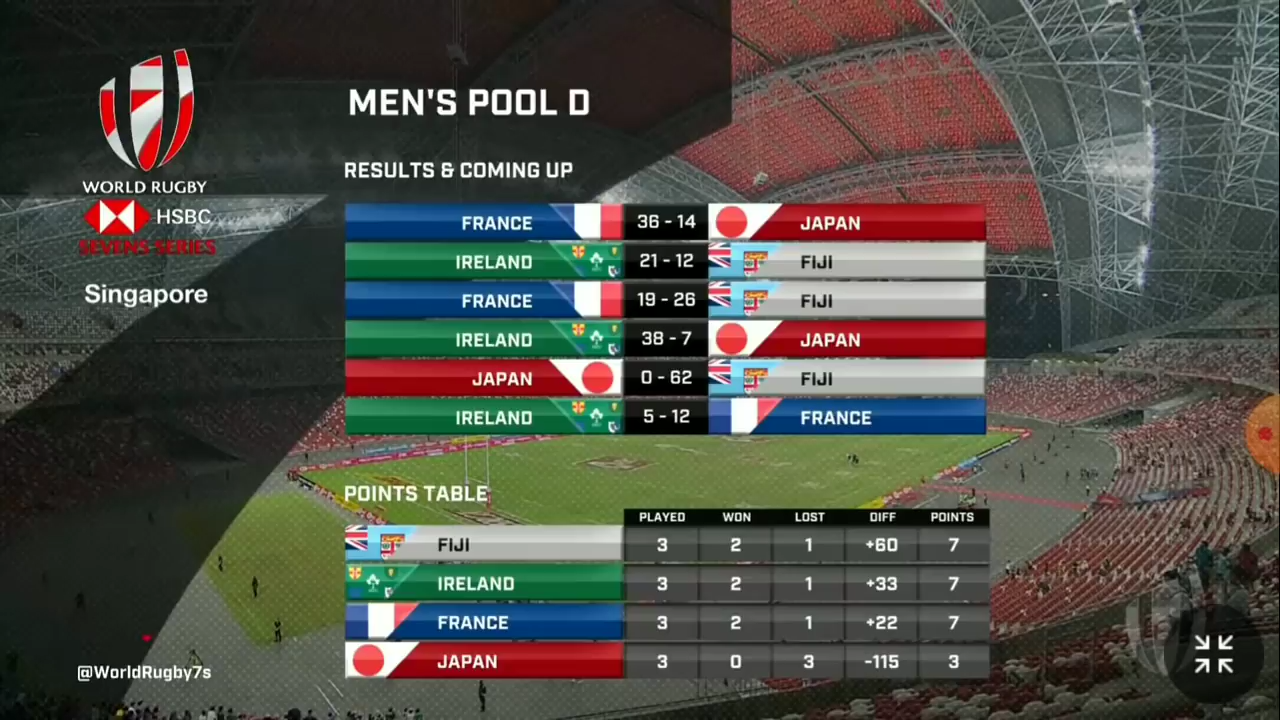 MEN'S POOL D
RESULTS & COMING UP
WORLD RUGBY
HSBC
SEVENS SERIES
Singapore
FRANCE 36 - 14 JAPAN
IRELAND 21 - 12 FIJI
FRANCE 19 - 26 FIJI
IRELAND 38 - 7 JAPAN
JAPAN 0 - 62 FIJI
IRELAND 5 - 12 FRANCE
POINTS TABLE
PLAYED WON LOST DIFF POINTS
FIJI 3 2 1 +60 7
IRELAND 3 2 1 +33 7
FRANCE 3 2 1 +22 7
JAPAN 3 0 3 -115 3
@WorldRugby7s